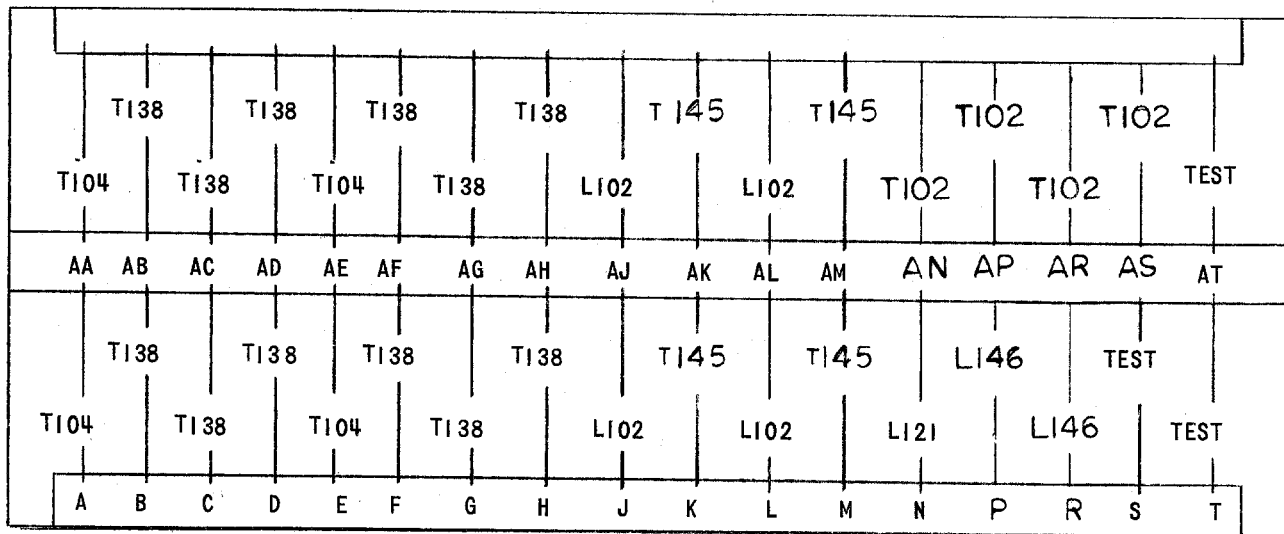 T138 T138 T138 T138 T145 T145 T102 T102
T104 T138 T104 T138 L102 L102 T102 T102 TEST
AA AB AC AD AE AF AG AH AJ AK AL AM AN AP AR AS AT
T138 T138 T138 T138 T145 T145 L146 TEST
T104 T138 T104 T138 L102 L102 L121 L146 TEST
A B C D E F G H J K L M N P R S T